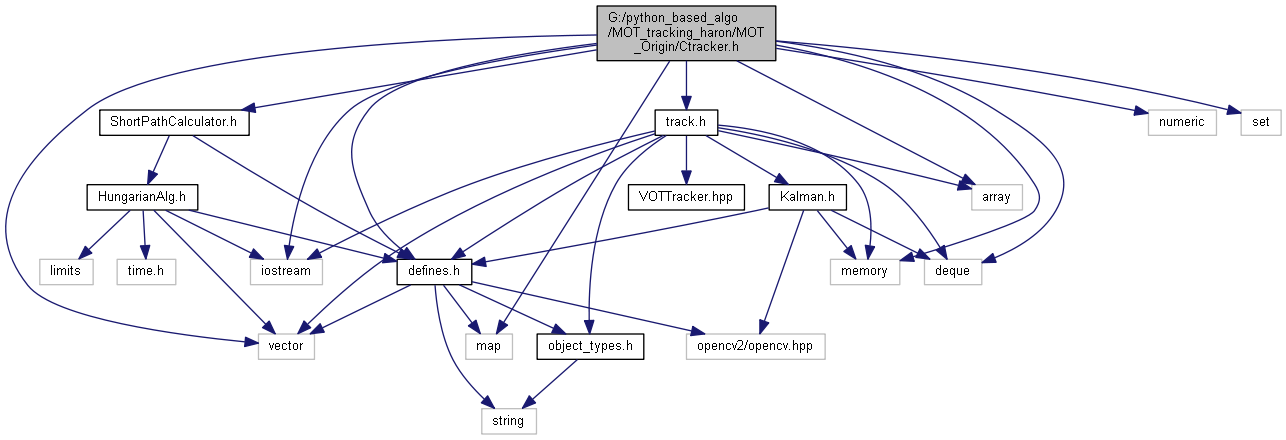 G:/python_based_algo
/MOT_tracking_haron/MOT
_Origin/Ctracker.h
ShortPathCalculator.h
track.h
numeric
set
HungarianAlg.h
VOTTracker.hpp
Kalman.h
array
limits
time.h
iostream
defines.h
memory
deque
vector
map
object_types.h
opencv2/opencv.hpp
string